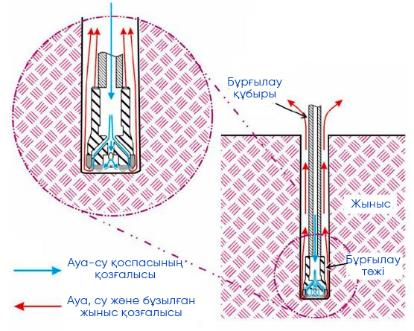 Бұрғылау
құбыры
Жыныс
Бұрғылау
тәжі
Ауа-су қоспасының
қозғалысы
Ауа, су және бұзылған
жыныс қозғалысы